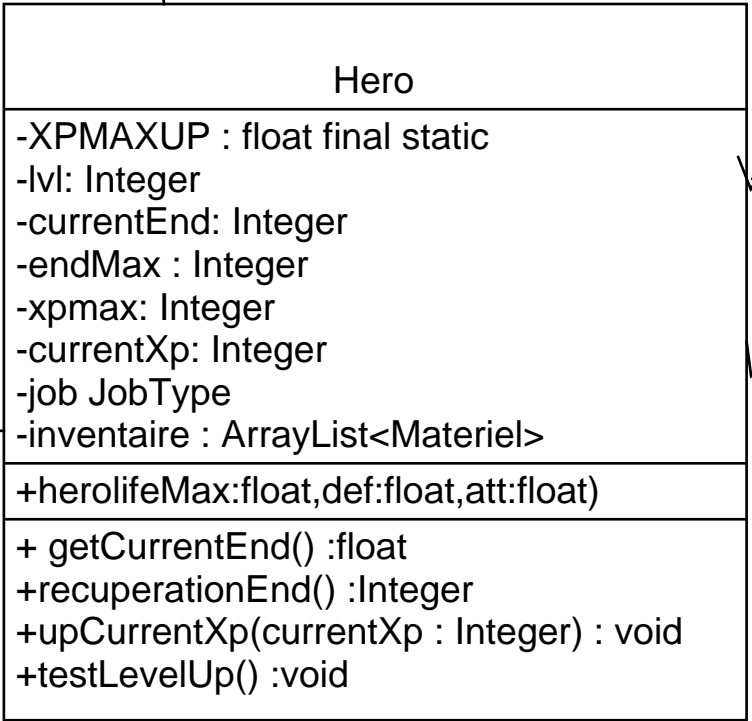 Hero
-XPMAXUP : float final static
-lvl: Integer
-currentEnd: Integer
-endMax : Integer
-xpmax: Integer
-currentXp: Integer
-job JobType
-inventaire : ArrayList<Materiel>
+herolifeMax:float,def:float,att:float)
+ getCurrentEnd() :float
+recuperationEnd() :Integer
+upCurrentXp(currentXp : Integer) : void
+testLevelUp() :void